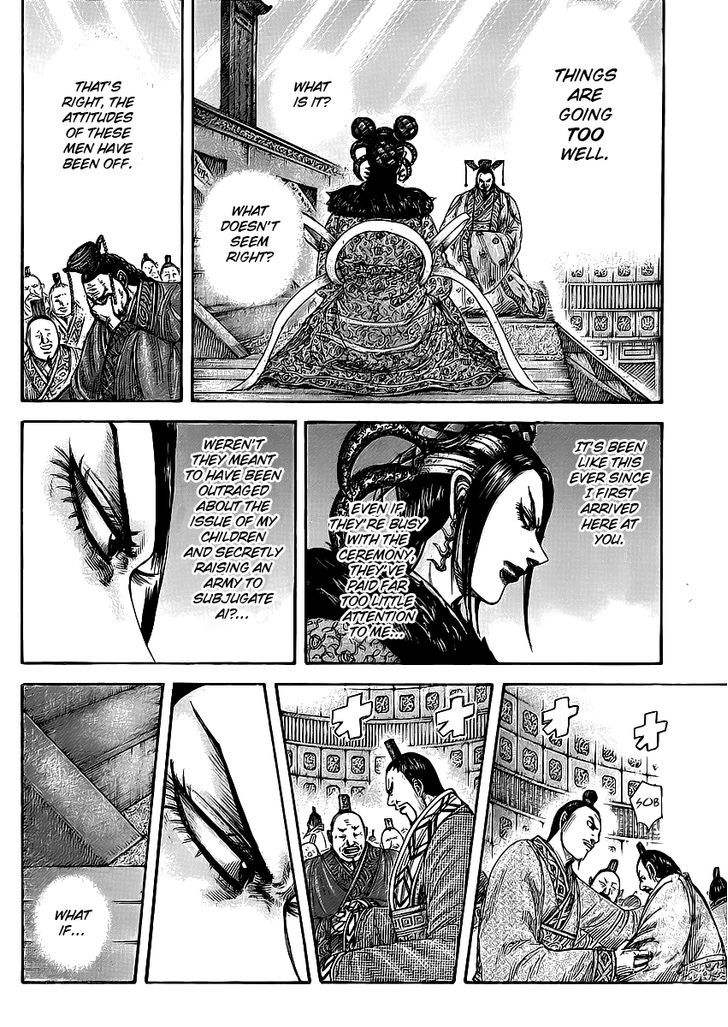 THINGS
ARE
GOING
TOO
WELL.
WHAT
IS IT?
WHAT
DOESN'T
SEEM
RIGHT?
THAT'S
RIGHT, THE
ATTITUDES
OF THESE
MEN HAVE
BEEN OFF.
IT'S BEEN
LIKE THIS
EVER SINCE
I FIRST
ARRIVED
HERE AT
YOU.
EVEN IF
THEY'RE BUSY
WITH THE
CEREMONY,
THEY'VE
PAID FAR
TOO LITTLE
ATTENTION
TO ME...
WEREN'T
THEY MEANT
TO HAVE BEEN
OUTRAGED
ABOUT THE
ISSUE OF MY
CHILDREN
AND SECRETLY
RAISING AN
ARMY TO
SUBJUGATE
AI?...
オ オ
SOB
オ オ
WHAT
IF...